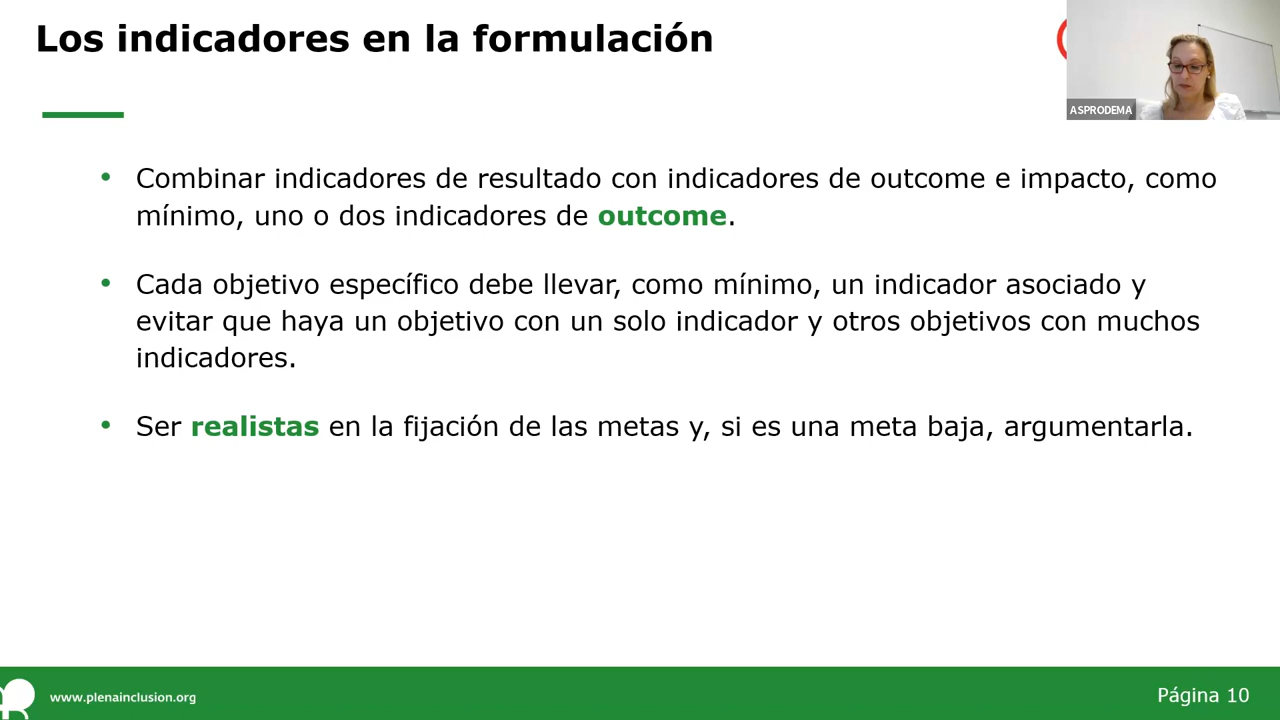 Los indicadores en la formulación
ASPRODEMA
• Combinar indicadores de resultado con indicadores de outcome e impacto, como
mínimo, uno o dos indicadores de outcome.
• Cada objetivo específico debe llevar, como mínimo, un indicador asociado y
evitar que haya un objetivo con un solo indicador y otros objetivos con muchos
indicadores.
• Ser realistas en la fijación de las metas y, si es una meta baja, argumentarla.
www.plenainclusion.org
Página 10